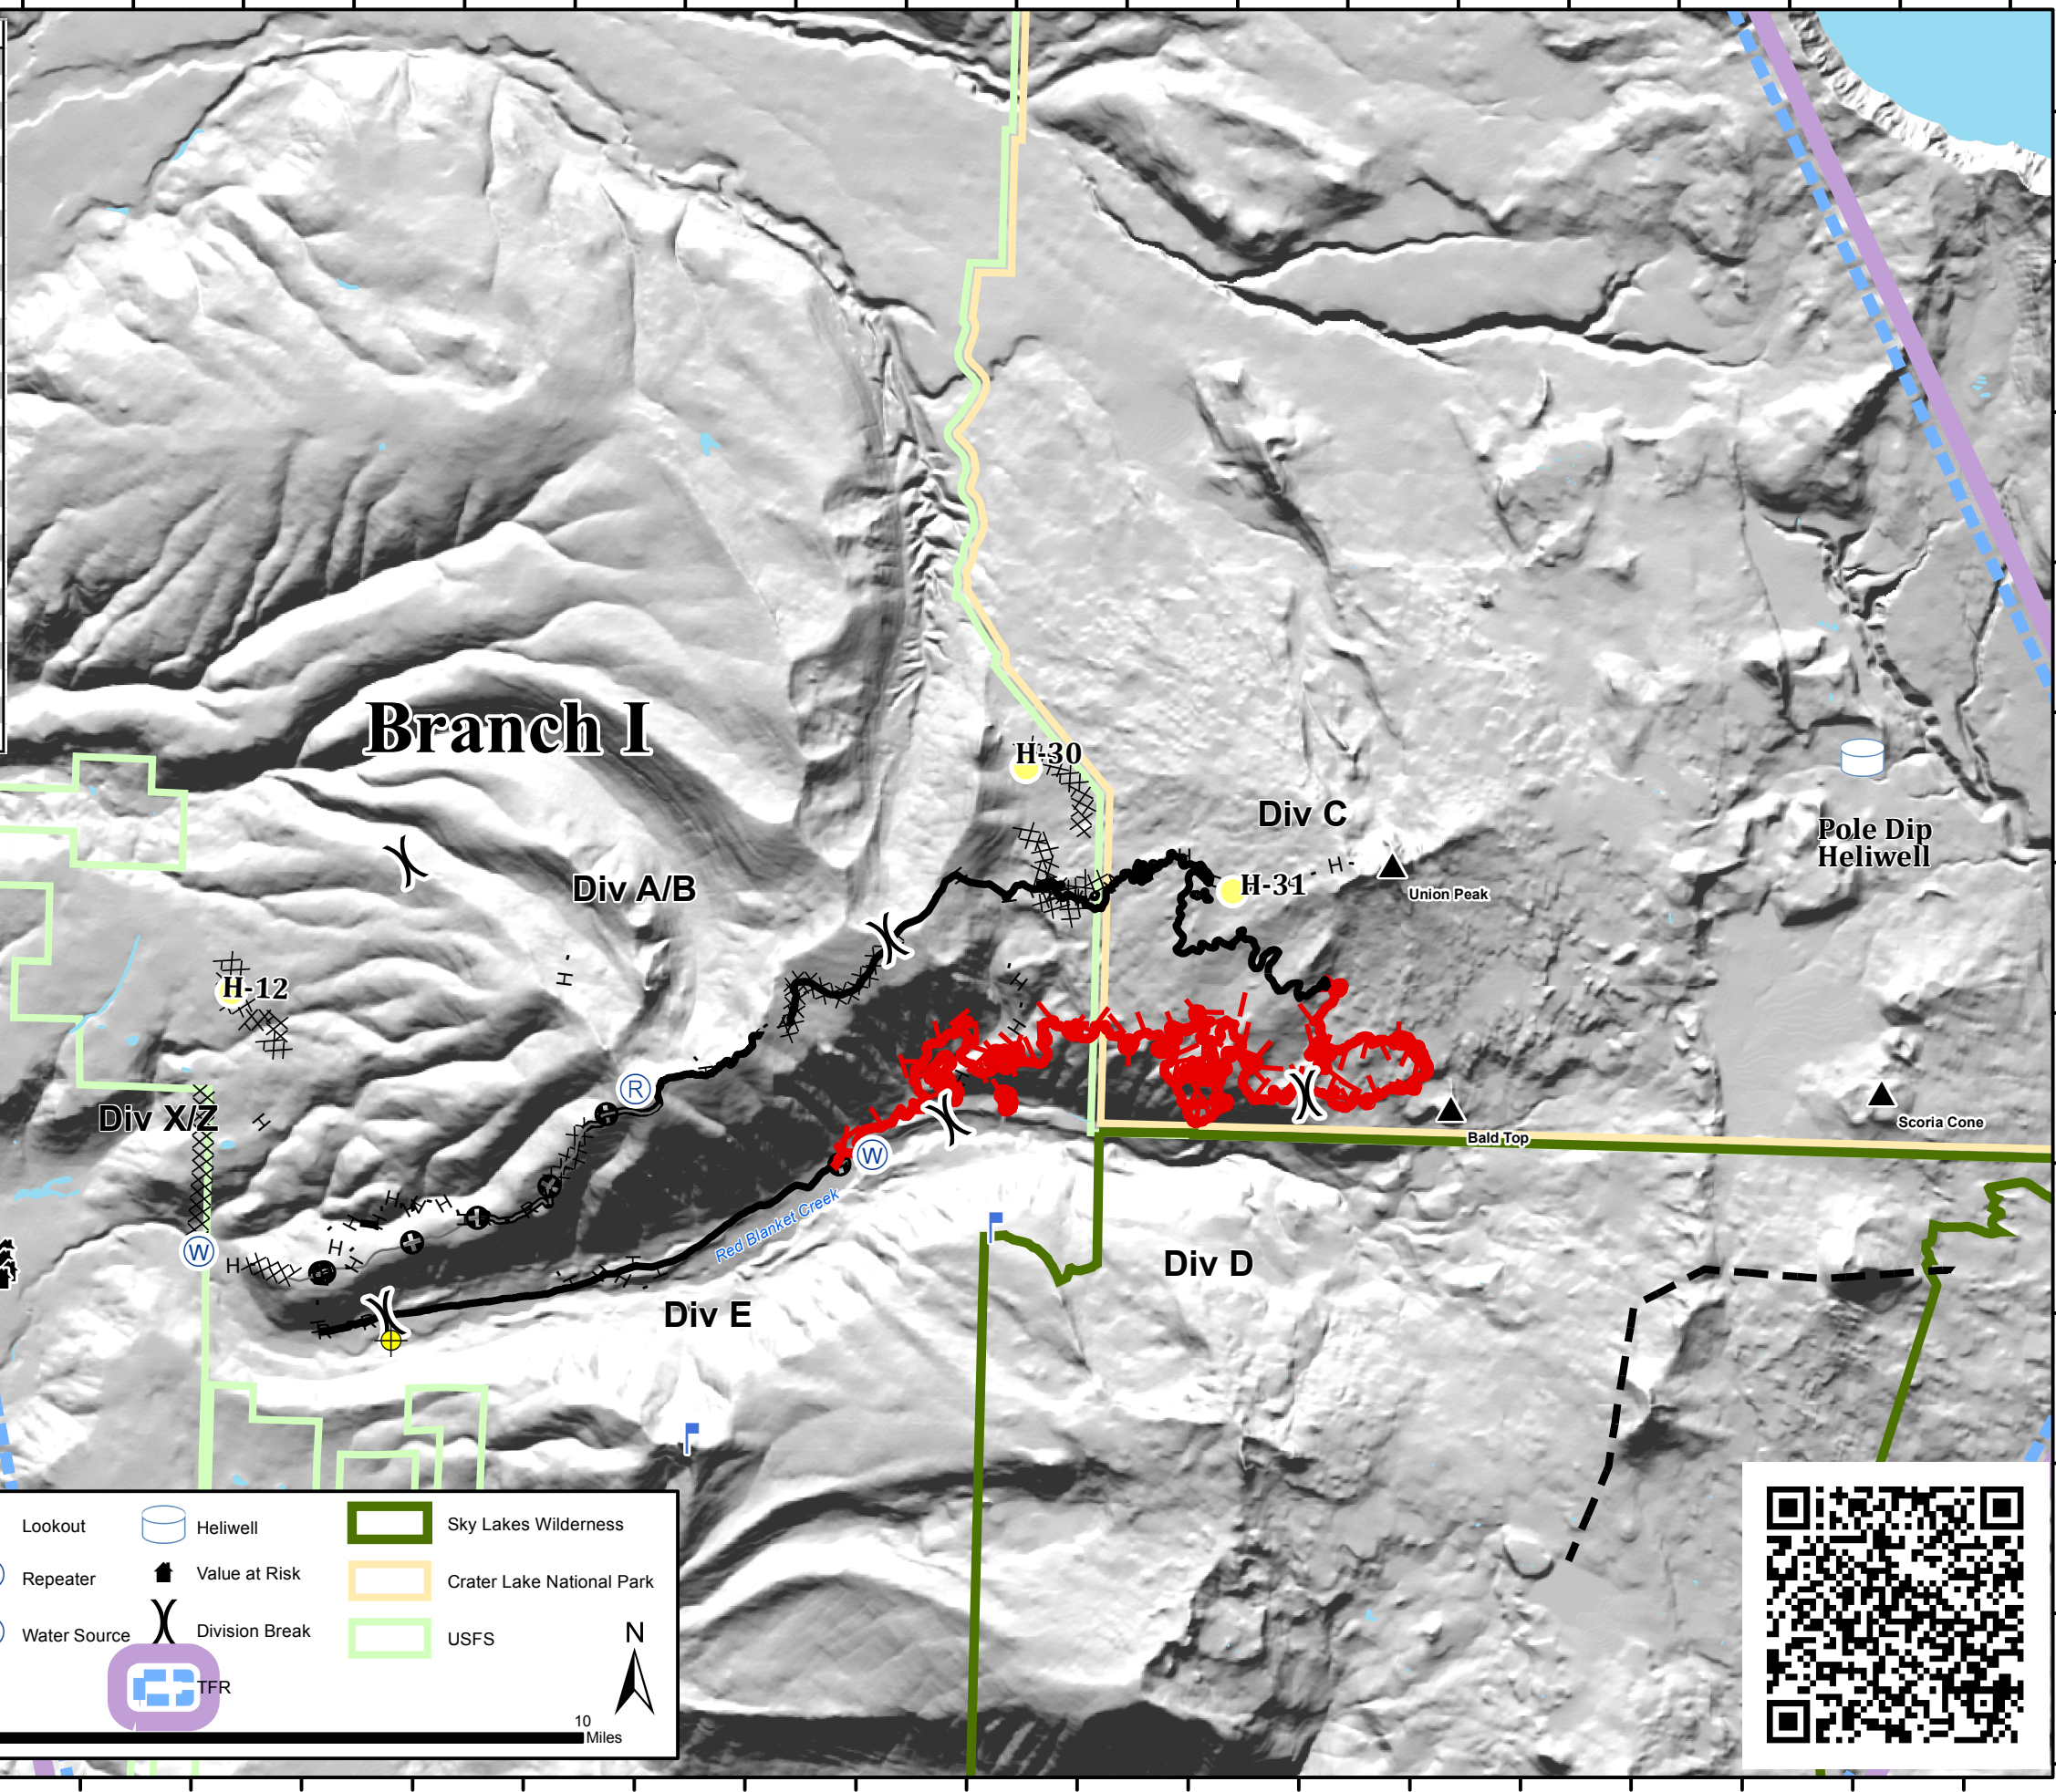 Branch I
H-30
Div C
Pole Dip
Heliwell
H-31
Union Peak
Div A/B
H-12
R
Div X/Z
Scoria Cone
Bald Top
W
Red Blanket Creek
W
Div D
Div E
Lookout
Heliwell
Sky Lakes Wilderness
Repeater
Value at Risk
Crater Lake National Park
Water Source
Division Break
USFS
N
TFR
10
Miles